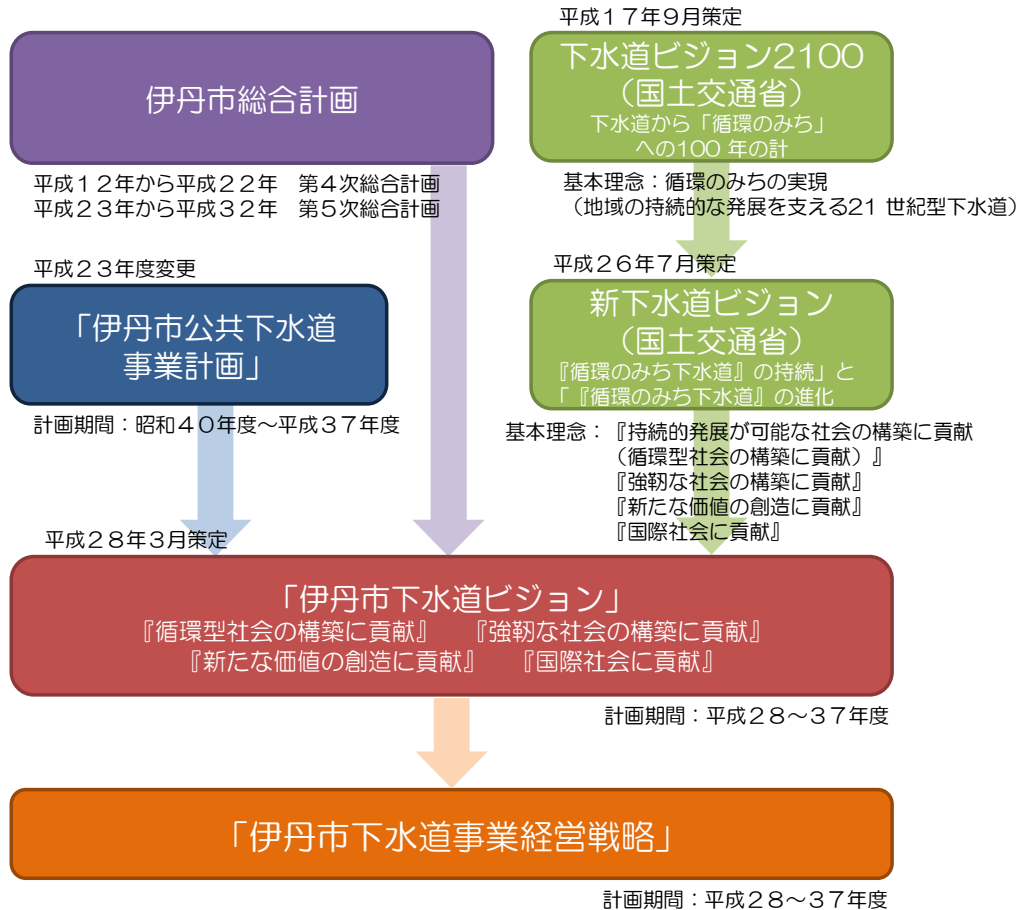 伊丹市総合計画
平成１２年から平成２２年　第４次総合計画
平成２３年から平成３２年　第５次総合計画
平成１７年９月策定
下水道ビジョン2100
（国土交通省）
下水道から「循環のみち」
への100 年の計
基本理念：循環のみちの実現
（地域の持続的な発展を支える21 世紀型下水道）
平成２３年度変更
「伊丹市公共下水道
事業計画」
計画期間：昭和４０年度～平成３７年度
平成２６年７月策定
新下水道ビジョン
（国土交通省）
『循環のみち下水道』の持続」と
「『循環のみち下水道』の進化
基本理念：『持続的発展が可能な社会の構築に貢献
（循環型社会の構築に貢献）』
『強靭な社会の構築に貢献』
『新たな価値の創造に貢献』
『国際社会に貢献』
平成２８年３月策定
「伊丹市下水道ビジョン」
『循環型社会の構築に貢献』　『強靭な社会の構築に貢献』
『新たな価値の創造に貢献』　『国際社会に貢献』
計画期間：平成２８～３７年度
「伊丹市下水道事業経営戦略」
計画期間：平成２８～３７年度